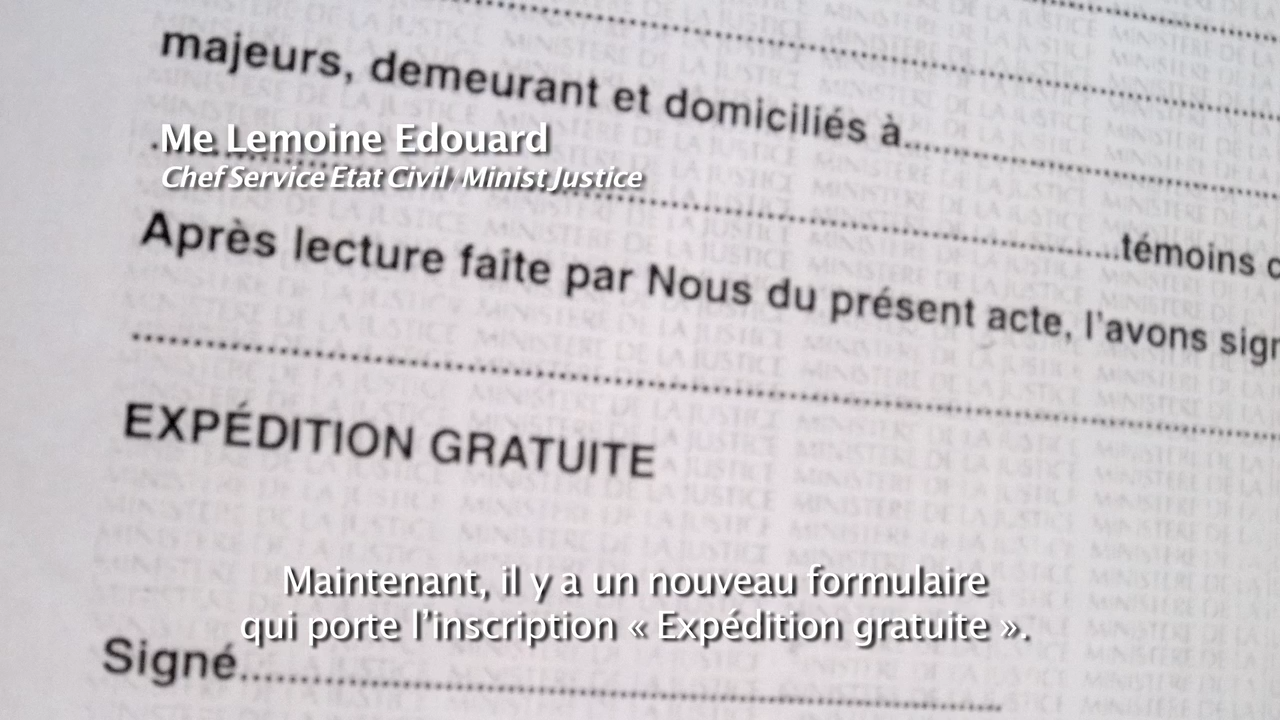 majeurs, demeurant et domiciliés à
Me Lemoine Edouard
Chef Service Etat Civil / Minist Justice
témoins
Après lecture faite par Nous du présent acte, l'avons
EXPÉDITION GRATUITE
Maintenant, il y a un nouveau formulaire
qui porte l'inscription « Expédition gratuite ».
Signé